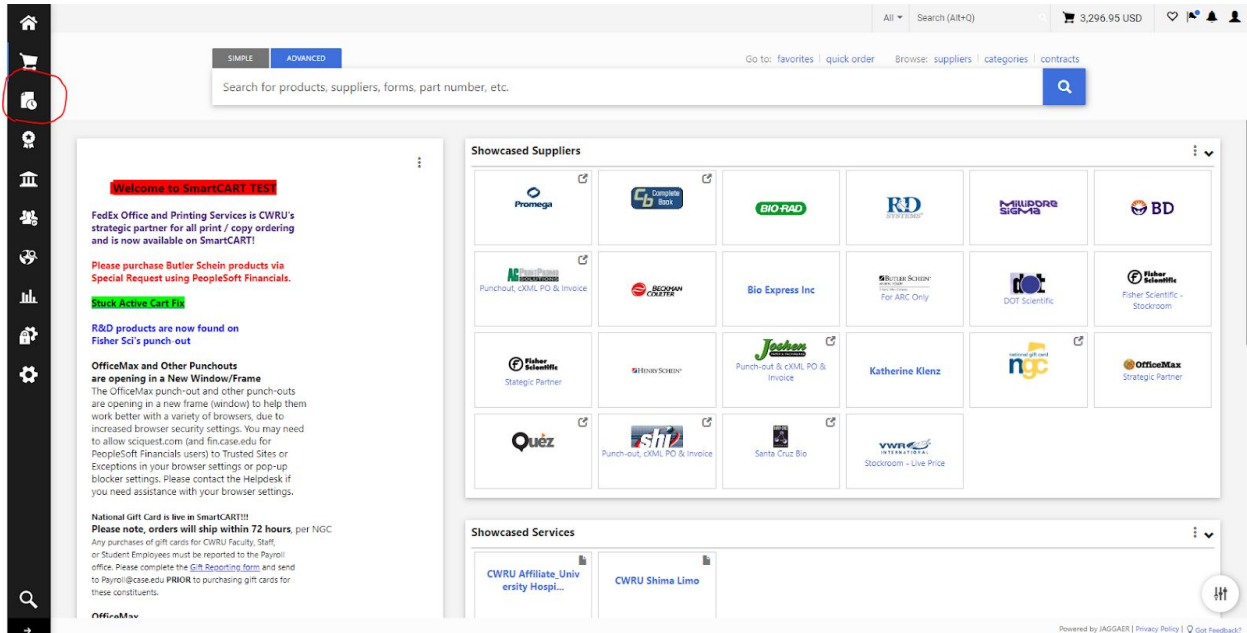 All
Search (Alt+Q)
3,296.95 USD
SIMPLE
ADVANCED
Go to: favorites | quick order
Browse: suppliers | categories | contracts
Search for products, suppliers, forms, part number, etc.
Welcome to SmartCART TEST
FedEx Office and Printing Services is CWRU's
strategic partner for all print / copy ordering
and is now available on SmartCART!
Please purchase Butler Schein products via
Special Request using PeopleSoft Financials.
Stuck Active Cart Fix
R&D products are now found on
Fisher Sci's punch-out
OfficeMax and Other Punchouts
are opening in a New Window/Frame
The OfficeMax punch-out and other punch-outs
are opening in a new frame (window) to help them
work better with a variety of browsers, due to
increased browser security settings. You may need
to allow sciquest.com (and fin.case.edu for
PeopleSoft Financials users) to Trusted Sites or
Exceptions in your browser settings or pop-up
blocker settings. Please contact the Helpdesk if
you need assistance with your browser settings.
National Gift Card is live in SmartCART!!!
Please note, orders will ship within 72 hours, per NGC
Any purchases of gift cards for CWRU Faculty, Staff,
or Student Employees must be reported to the Payroll
office. Please complete the Gift Reporting form and send
to Payroll@case.edu PRIOR to purchasing gift cards for
these constituents.
OfficeMax
Showcased Suppliers
Promega
Complete
Book
BIO-RAD
R&D
SYSTEMS
MILLIPORE
SIGMA
BD
AG PrintPromo
SOLUTIONS
Punchout, cXML PO & Invoice
BECKMAN
COULTER
Bio Express Inc
BUTLER SCHEIN
For ARC Only
dot
DOT Scientific
Fisher
Scientific
Fisher Scientific -
Stockroom
Fisher
Scientific
Stategic Partner
HENRY SCHEIN
Joshen
Punch-out & cXML PO &
Invoice
Katherine Klenz
national gift card
ngc
OfficeMax
Strategic Partner
Quéz
shi
Punch-out, cXML PO & Invoice
Santa Cruz Bio
VWR
INTERNATIONAL
Stockroom - Live Price
Showcased Services
CWRU Affiliate_Univ
ersity Hospi...
CWRU Shima Limo
Powered by JAGGAER | Privacy Policy | Got Feedback?